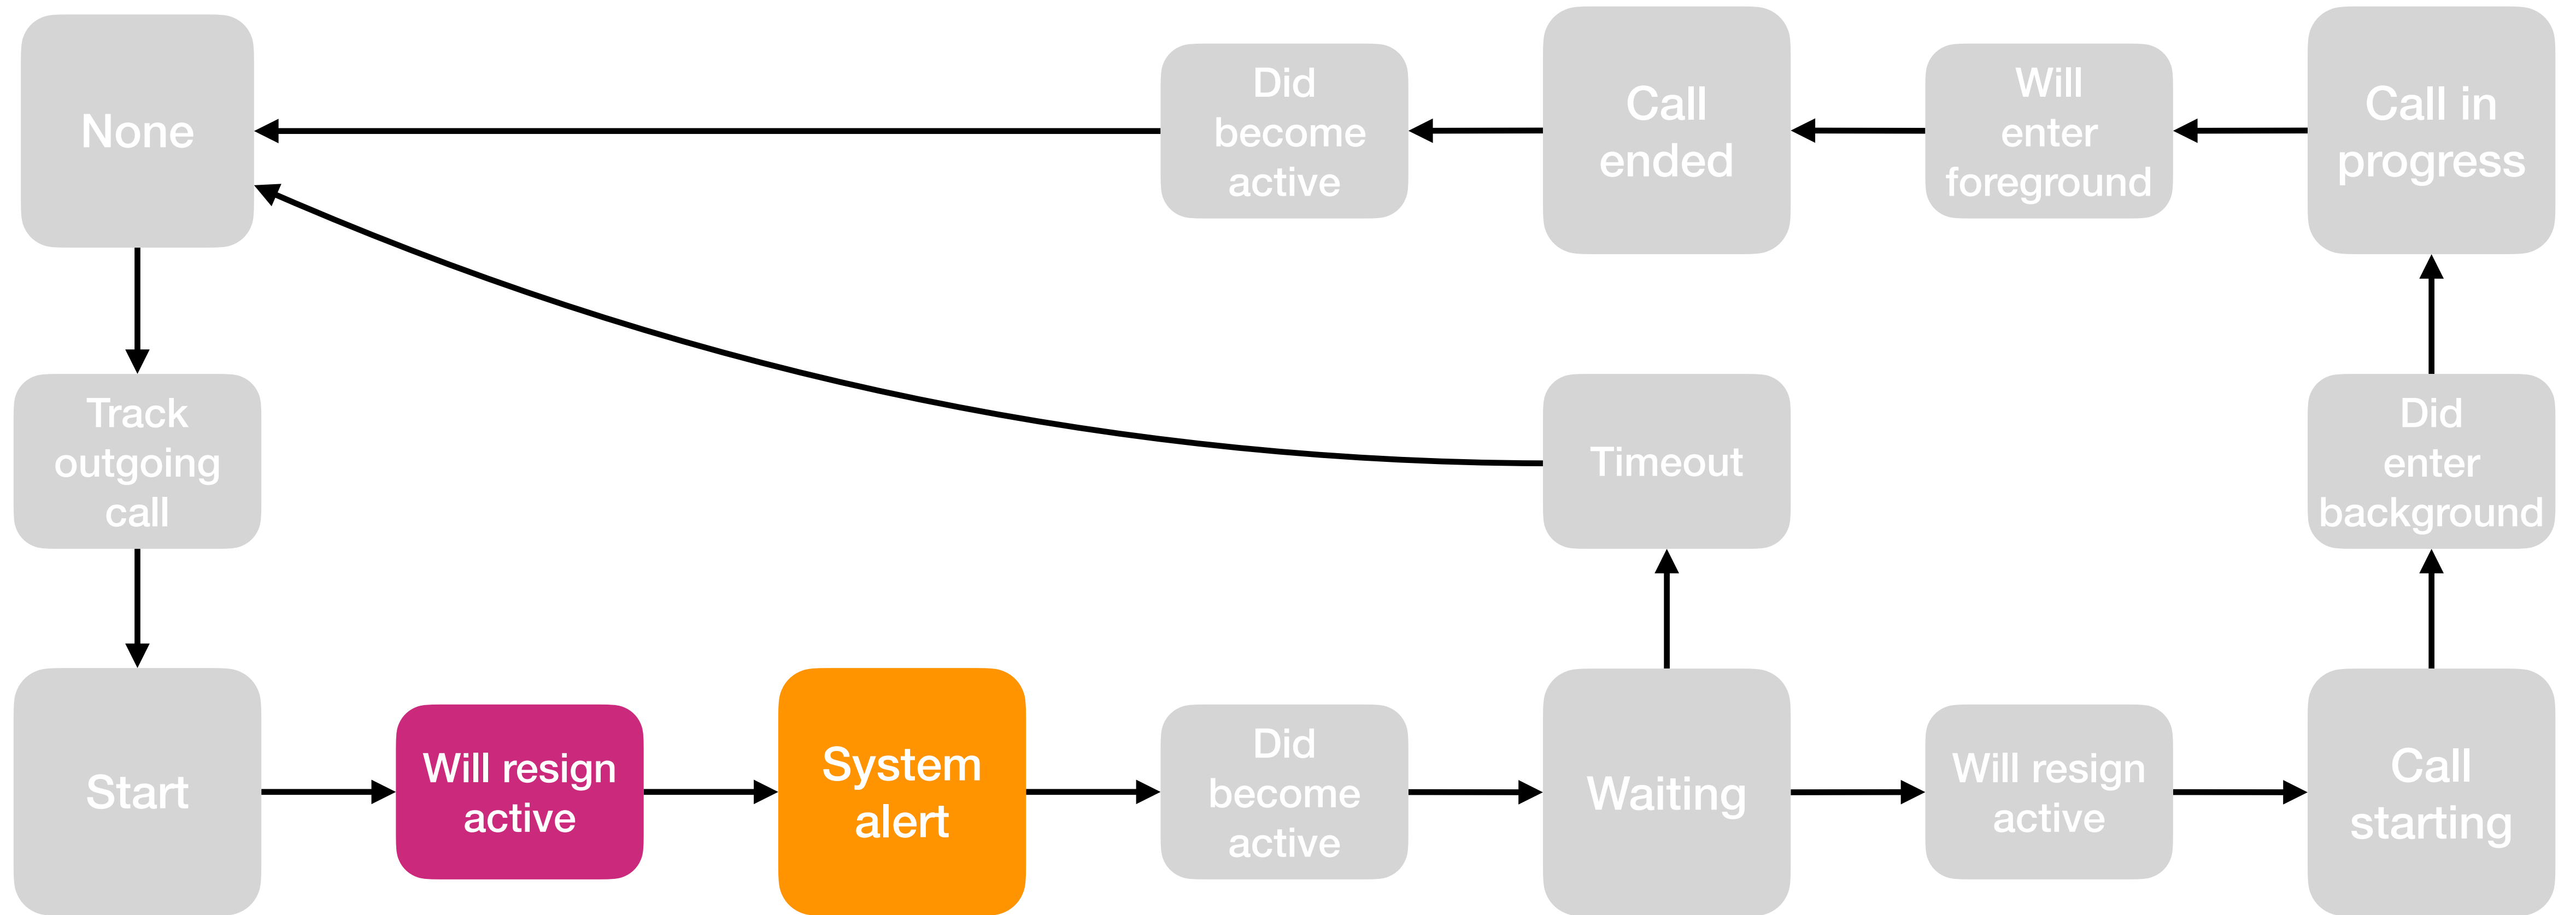 None
Did
become
active
Call
ended
Will
enter
foreground
Call in
progress
Track
outgoing
call
Timeout
Did
enter
background
Start
Will resign
active
System
alert
Did
become
active
Waiting
Will resign
active
Call
starting